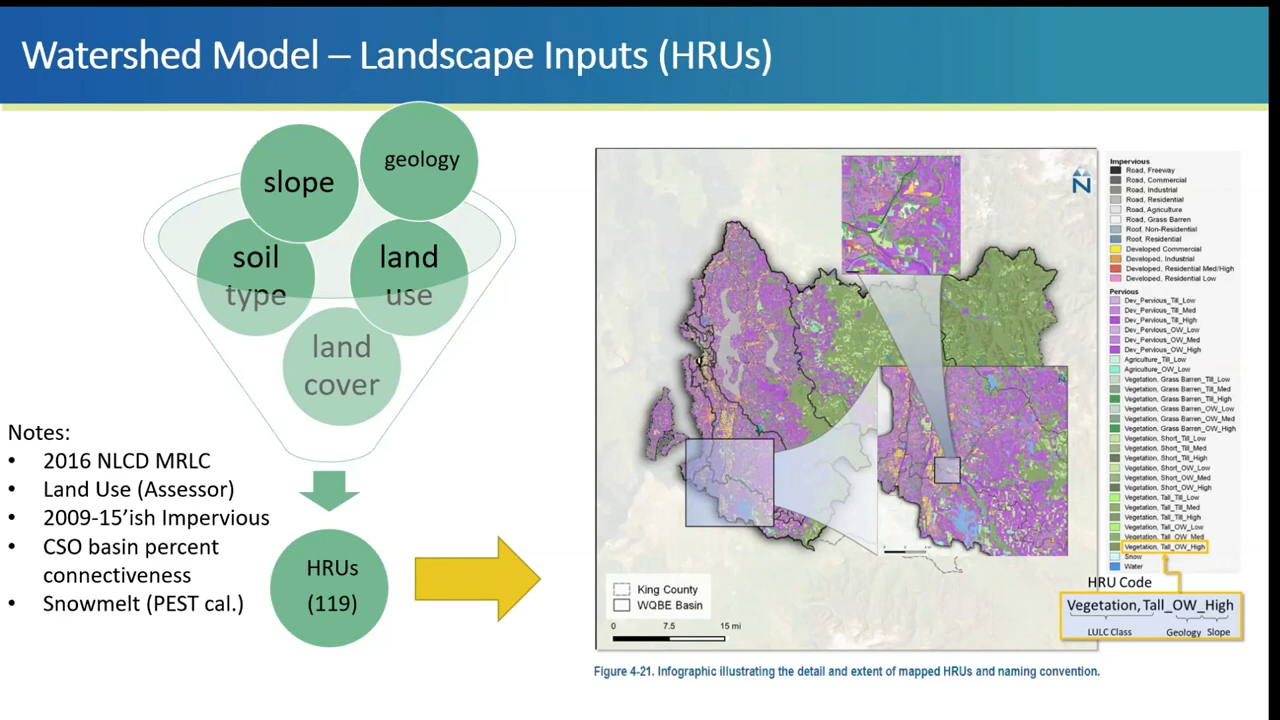 Watershed Model – Landscape Inputs (HRUs)
slope
geology
soil
type
land
use
land
cover
Notes:
• 2016 NLCD MRLC
• Land Use (Assessor)
• 2009-15’ish Impervious
• CSO basin percent
connectiveness
• Snowmelt (PEST cal.)
HRUs
(119)
N
King County
WQBE Basin
0 7.5 15 mi
Impervious
Road, Freeway
Road, Commercial
Road, Industrial
Road, Residential
Road, Agriculture
Road, Grass Barren
Roof, Non-Residential
Roof, Residential
Developed Commercial
Developed, Industrial
Developed, Residential Med/High
Developed, Residential Low
Pervious
Dev_Pervious_Till_Low
Dev_Pervious_Till_Med
Dev_Pervious_Till_High
Dev_Pervious_OW_Low
Dev_Pervious_OW_Med
Dev_Pervious_OW_High
Agriculture_Till_Low
Agriculture_OW_Low
Vegetation, Grass Barren_Till_Low
Vegetation, Grass Barren_Till_Med
Vegetation, Grass Barren_Till_High
Vegetation, Grass Barren_OW_Low
Vegetation, Grass Barren_OW_Med
Vegetation, Grass Barren_OW_High
Vegetation, Short_Till_Low
Vegetation, Short_Till_Med
Vegetation, Short_Till_High
Vegetation, Short_OW_Low
Vegetation, Short_OW_Med
Vegetation, Short_OW_High
Vegetation, Tall_Till_Low
Vegetation, Tall_Till_Med
Vegetation, Tall_Till_High
Vegetation, Tall_OW_Low
Vegetation, Tall_OW_Med
Vegetation, Tall_OW_High
Snow
Water
HRU Code
Vegetation, Tall_OW_High
LULC Class Geology Slope
Figure 4-21. Infographic illustrating the detail and extent of mapped HRUs and naming convention.